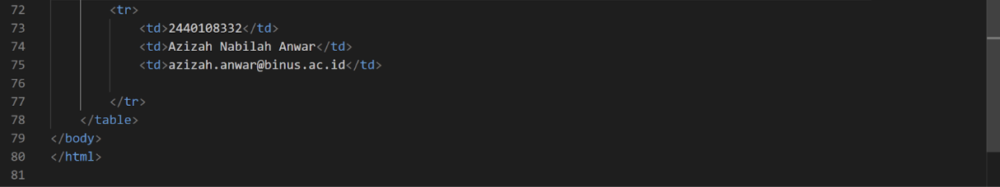 72 <tr>
73 <td>2440108332</td>
74 <td>Azizah Nabilah Anwar</td>
75 <td>azizah.anwar@binus.ac.id</td>
76
77 </tr>
78 </table>
79 </body>
80 </html>
81